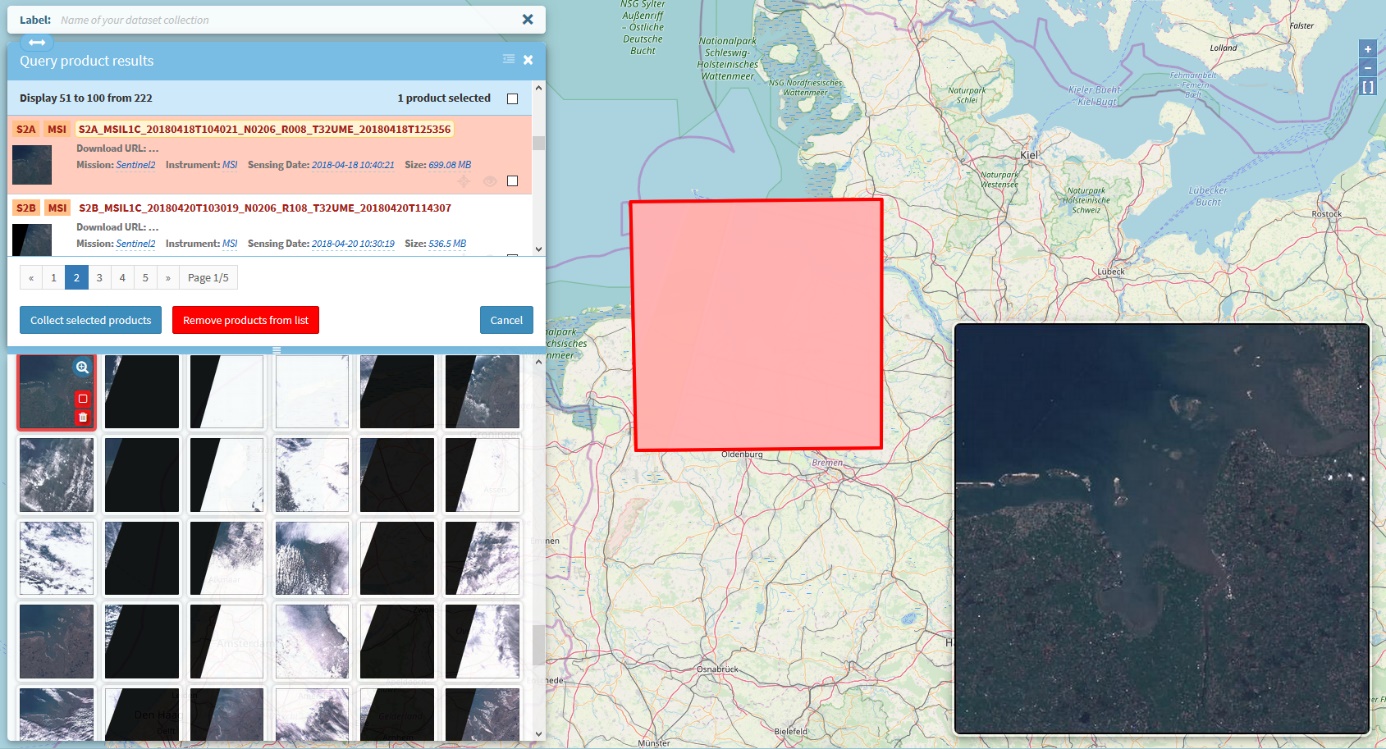 Label: Name of your dataset collection
Query product results
Display 51 to 100 from 222 1 product selected
S2A MSI S2A_MSIL1C_20180418T104021_N0206_R008_T32UME_20180418T125356
Download URL: ...
Mission: Sentinel2 Instrument: MSI Sensing Date: 2018-04-18 10:40:21 Size: 699.08 MB
S2B MSI S2B_MSIL1C_20180420T103019_N0206_R108_T32UME_20180420T114307
Download URL: ...
Mission: Sentinel2 Instrument: MSI Sensing Date: 2018-04-20 10:30:19 Size: 536.5 MB
« 1 2 3 4 5 » Page 1/5
Collect selected products Remove products from list Cancel
Amsterdam
Den Haag
NSG Sylter
Außenriff
- Östliche
Deutsche
Bucht
Nationalpark
Schleswig-
Holsteinisches
Wattenmeer
NSG Nordfriesisches
Wattenmeer
Naturpark
Schlei
Kieler Bucht
Kiel Bugt
Fehmarnbelt
Femern
Bælt
Lolland
Falster
+
−
[ ]
Kiel
Naturpark
Westensee
Naturpark
Holsteinische
Schweiz
Lübecker
Bucht
Rostock
Lübeck
Oldenburg
Bremen
Osnabrück
Münster
Bielefeld